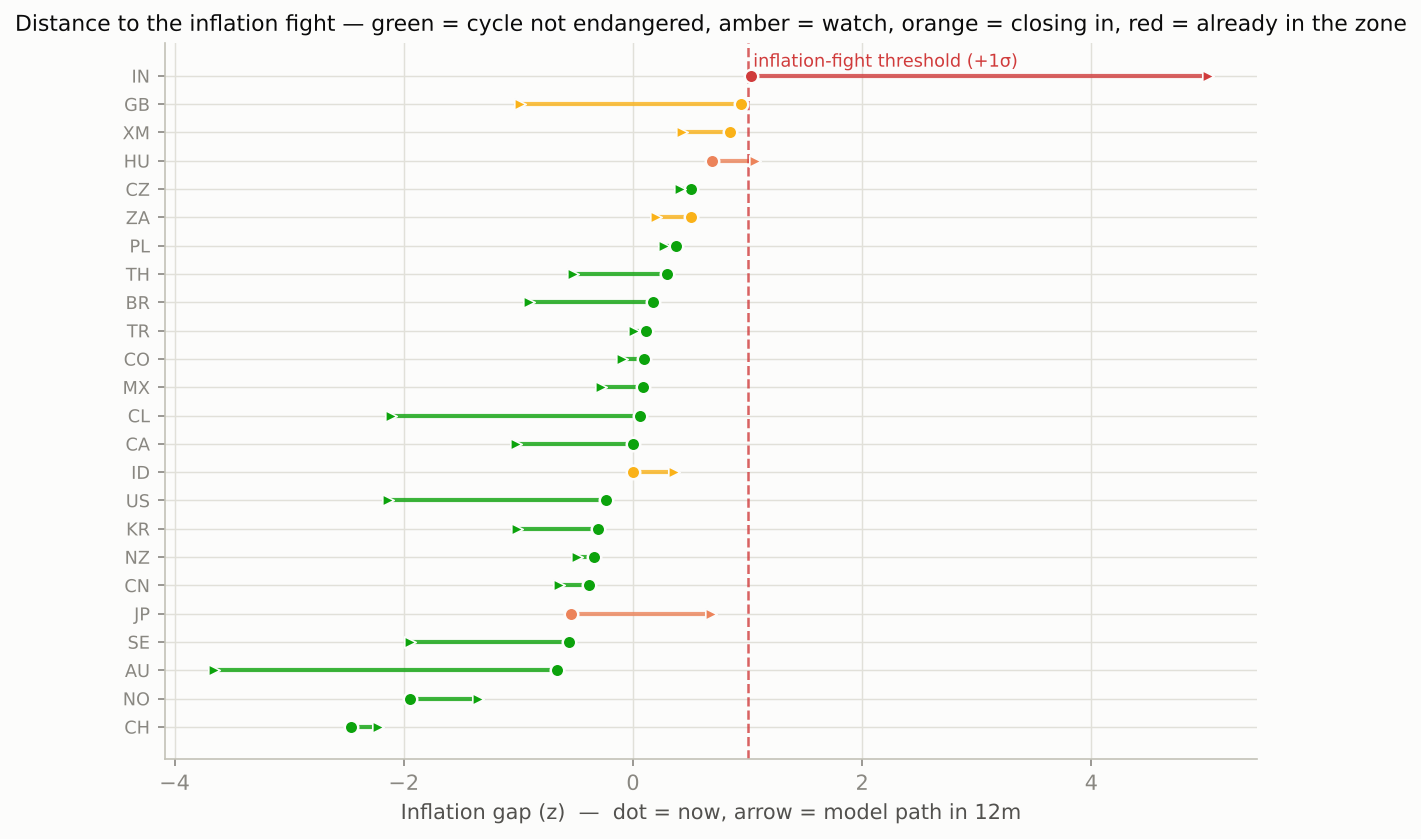 Distance to the inflation fight — green = cycle not endangered, amber = watch, orange = closing in, red = already in the zone
inflation-fight threshold (+1σ)
IN
GB
XM
HU
CZ
ZA
PL
TH
BR
TR
CO
MX
CL
CA
ID
US
KR
NZ
CN
JP
SE
AU
NO
CH
−4 −2 0 2 4
Inflation gap (z) — dot = now, arrow = model path in 12m